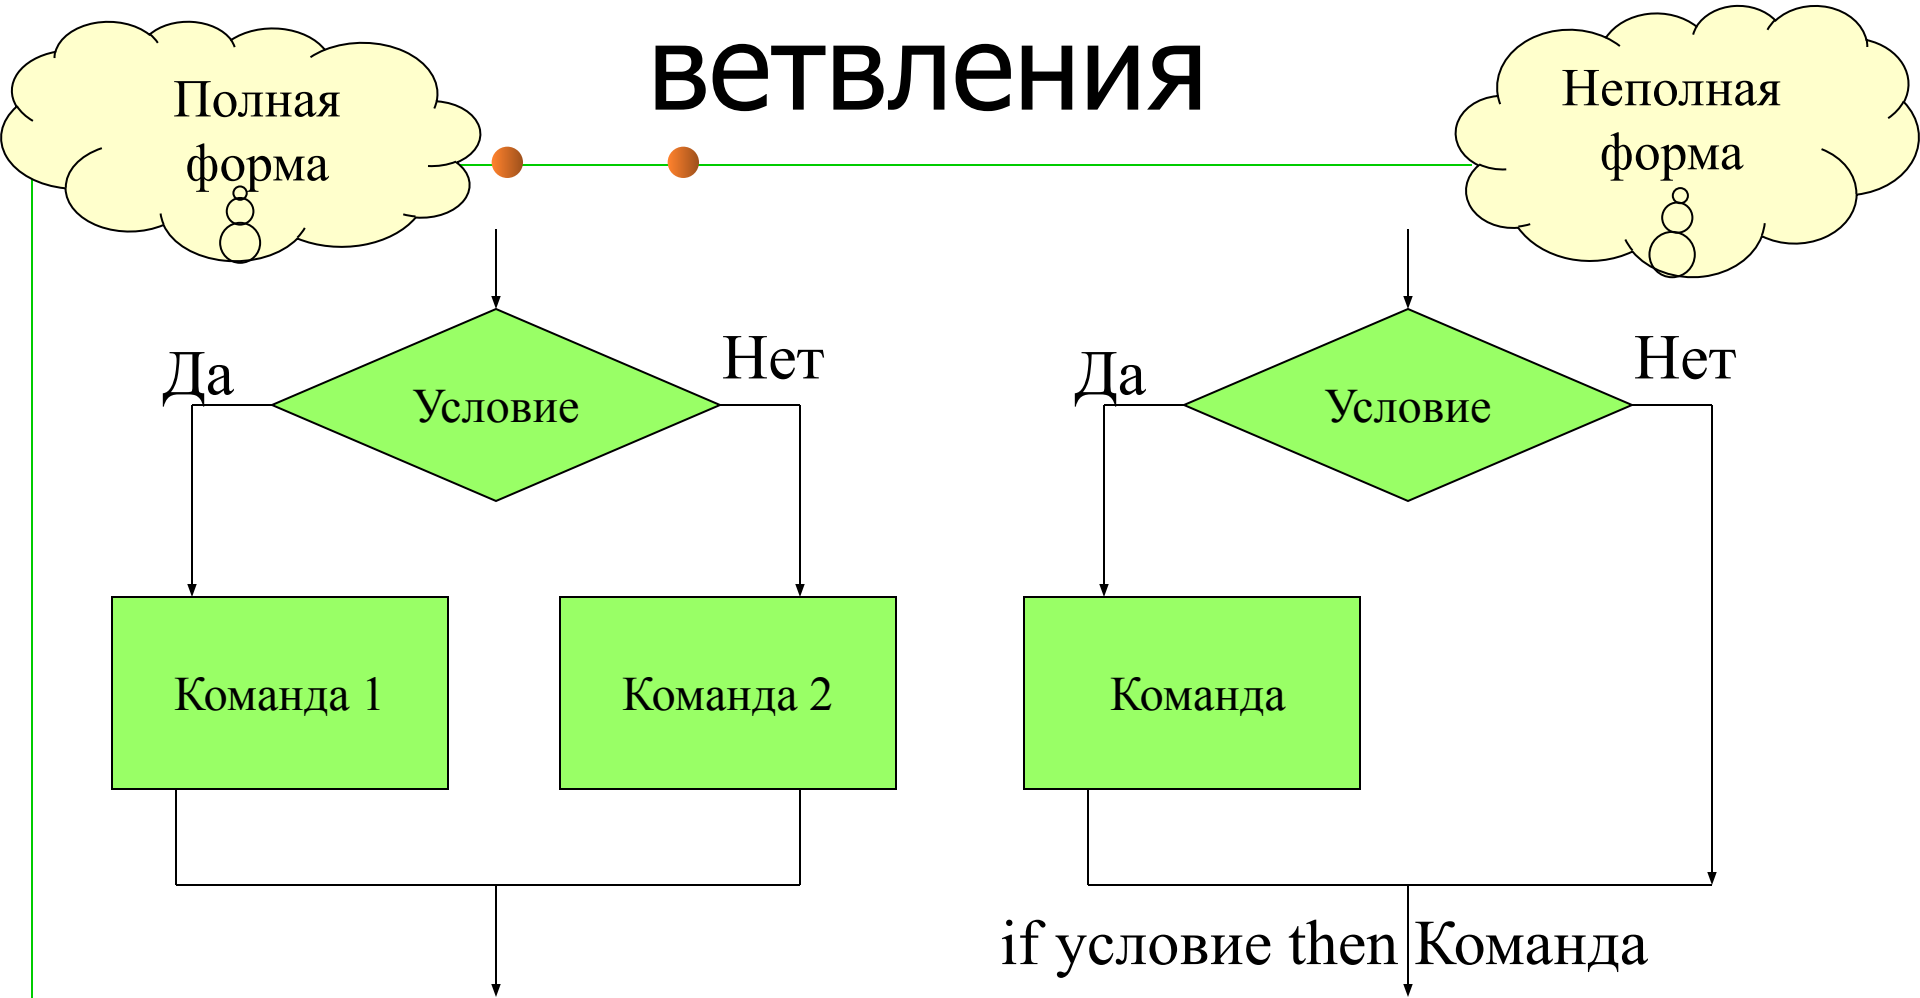 ветвления
Полная
форма
Неполная
форма
Да
Условие
Нет
Команда 1
Команда 2
Да
Условие
Нет
Команда
if условие then Команда